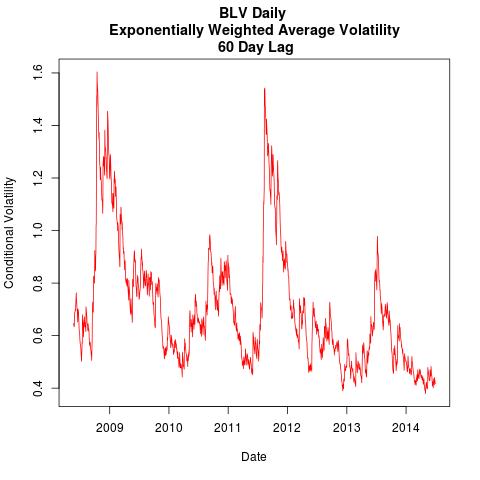 BLV Daily
Exponentially Weighted Average Volatility
60 Day Lag
Conditional Volatility
1.6
1.4
1.2
1.0
0.8
0.6
0.4
2009 2010 2011 2012 2013 2014
Date